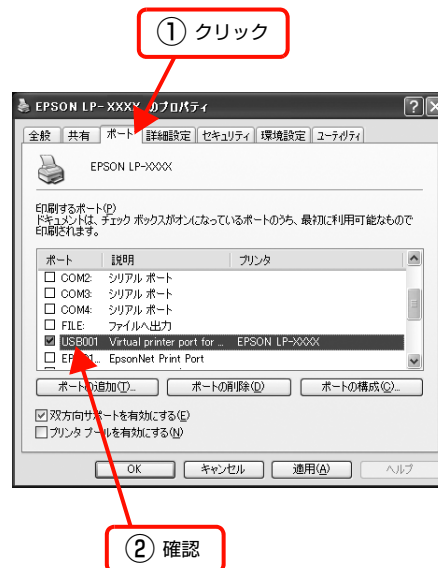 ① クリック
EPSON LP-XXXX のプロパティ
全般 共有 ポート 詳細設定 セキュリティ 環境設定 ユーティリティ
EPSON LP-XXXX
印刷するポート(P)
ドキュメントは、チェック ボックスがオンになっているポートのうち、最初に利用可能なもので
印刷されます。
ポート 説明 プリンタ
COM2: シリアル ポート
COM3: シリアル ポート
COM4: シリアル ポート
FILE: ファイルへ出力
USB001 Virtual printer port for ... EPSON LP-XXXX
EpsonNet Print Port
ポートの追加(T)... ポートの削除(D) ポートの構成(C)...
双方向サポートを有効にする(E)
プリンタ プールを有効にする(N)
OK キャンセル 適用(A) ヘルプ
② 確認